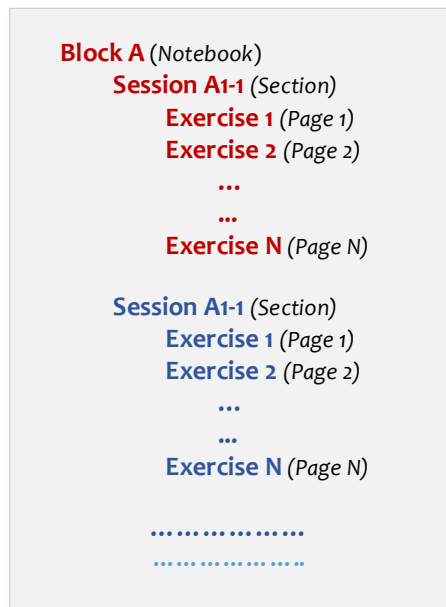 Block A (Notebook)
Session A1-1 (Section)
Exercise 1 (Page 1)
Exercise 2 (Page 2)
...
...
Exercise N (Page N)
Session A1-1 (Section)
Exercise 1 (Page 1)
Exercise 2 (Page 2)
...
...
Exercise N (Page N)
..................
..................